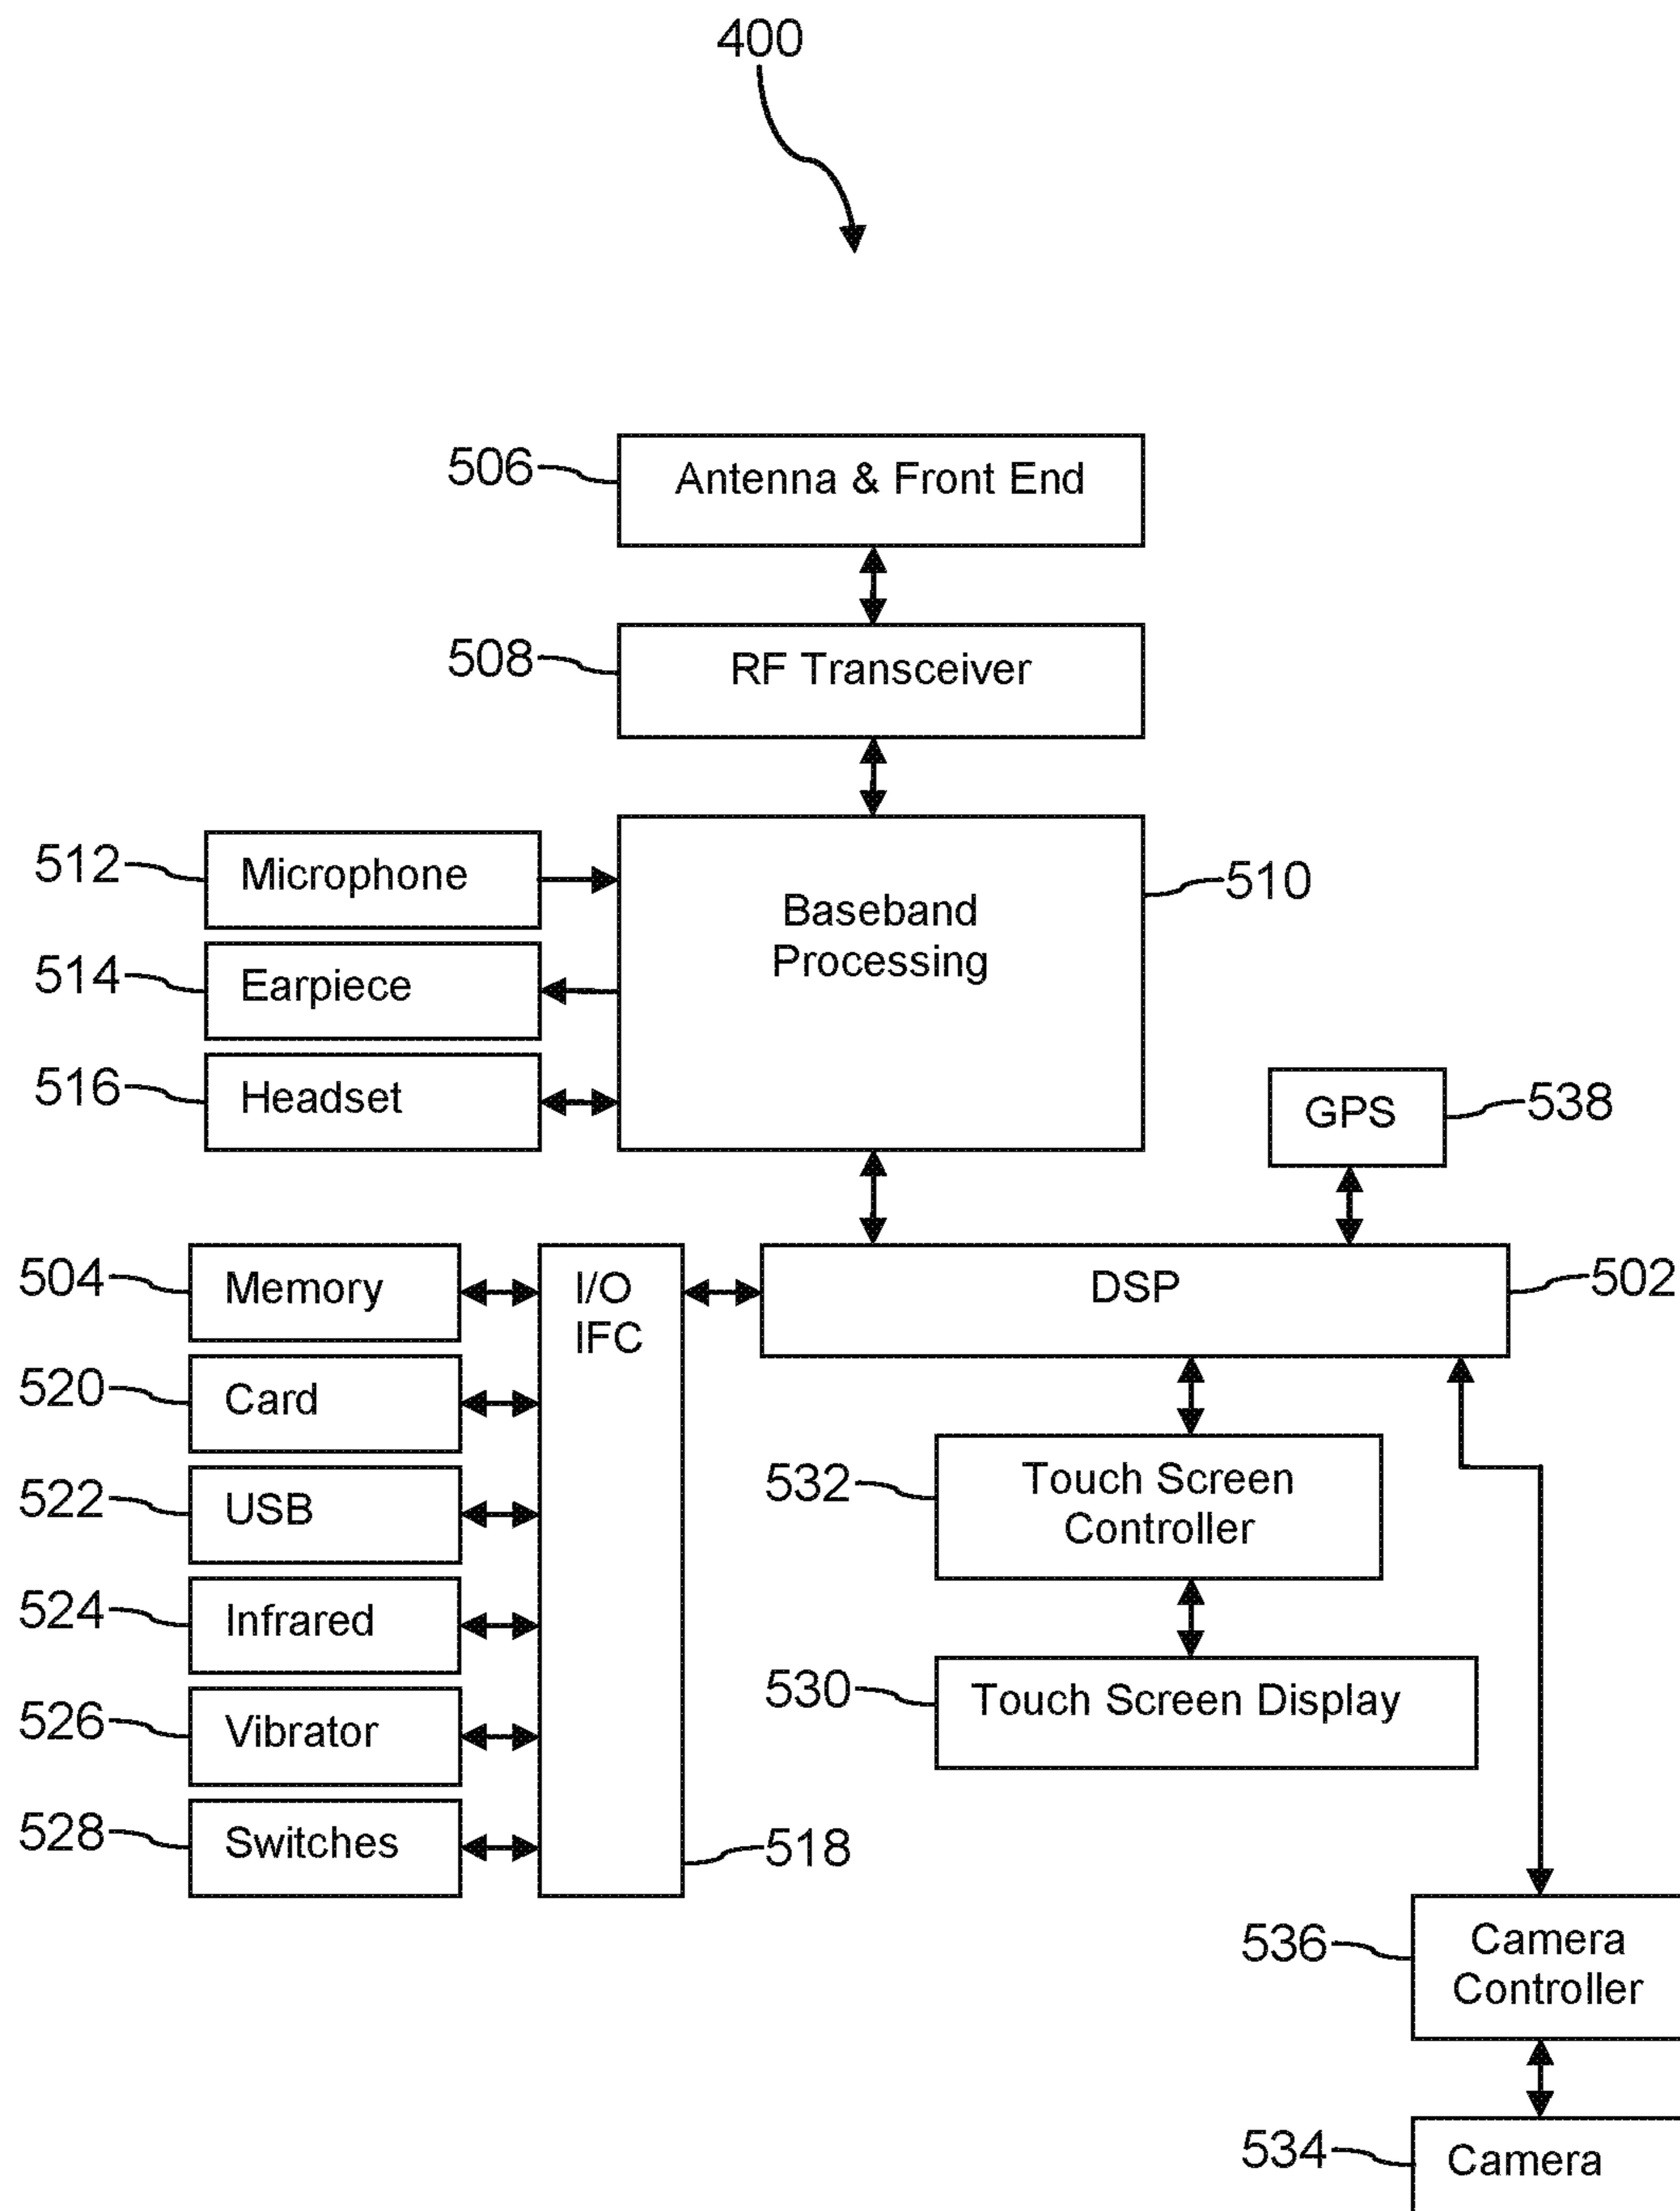 400
506
Antenna & Front End
508
RF Transceiver
512
Microphone
510
Baseband
Processing
514
Earpiece
516
Headset
GPS
538
504
Memory
I/O
IFC
DSP
502
520
Card
522
USB
532
Touch Screen
Controller
524
Infrared
530
Touch Screen Display
526
Vibrator
528
Switches
518
536
Camera
Controller
534
Camera